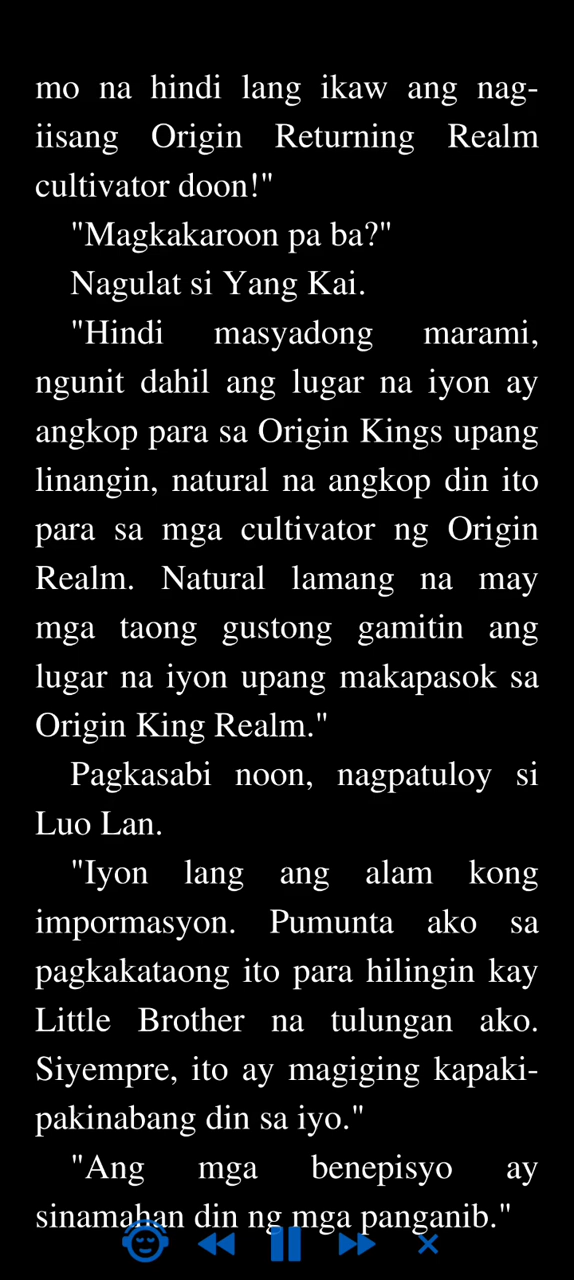 mo na hindi lang ikaw ang nag-
iisang Origin Returning Realm
cultivator doon!"
"Magkakaroon pa ba?"
Nagulat si Yang Kai.
"Hindi masyadong marami,
ngunit dahil ang lugar na iyon ay
angkop para sa Origin Kings upang
linangin, natural na angkop din ito
para sa mga cultivator ng Origin
Realm. Natural lamang na may
mga taong gustong gamitin ang
lugar na iyon upang makapasok sa
Origin King Realm."
Pagkasabi noon, nagpatuloy si
Luo Lan.
"Iyon lang ang alam kong
impormasyon. Pumunta ako sa
pagkakataong ito para hilingin kay
Little Brother na tulungan ako.
Siyempre, ito ay magiging kapaki-
pakinabang din sa iyo."
"Ang mga benepisyo ay
sinamahan din ng mga panganib."